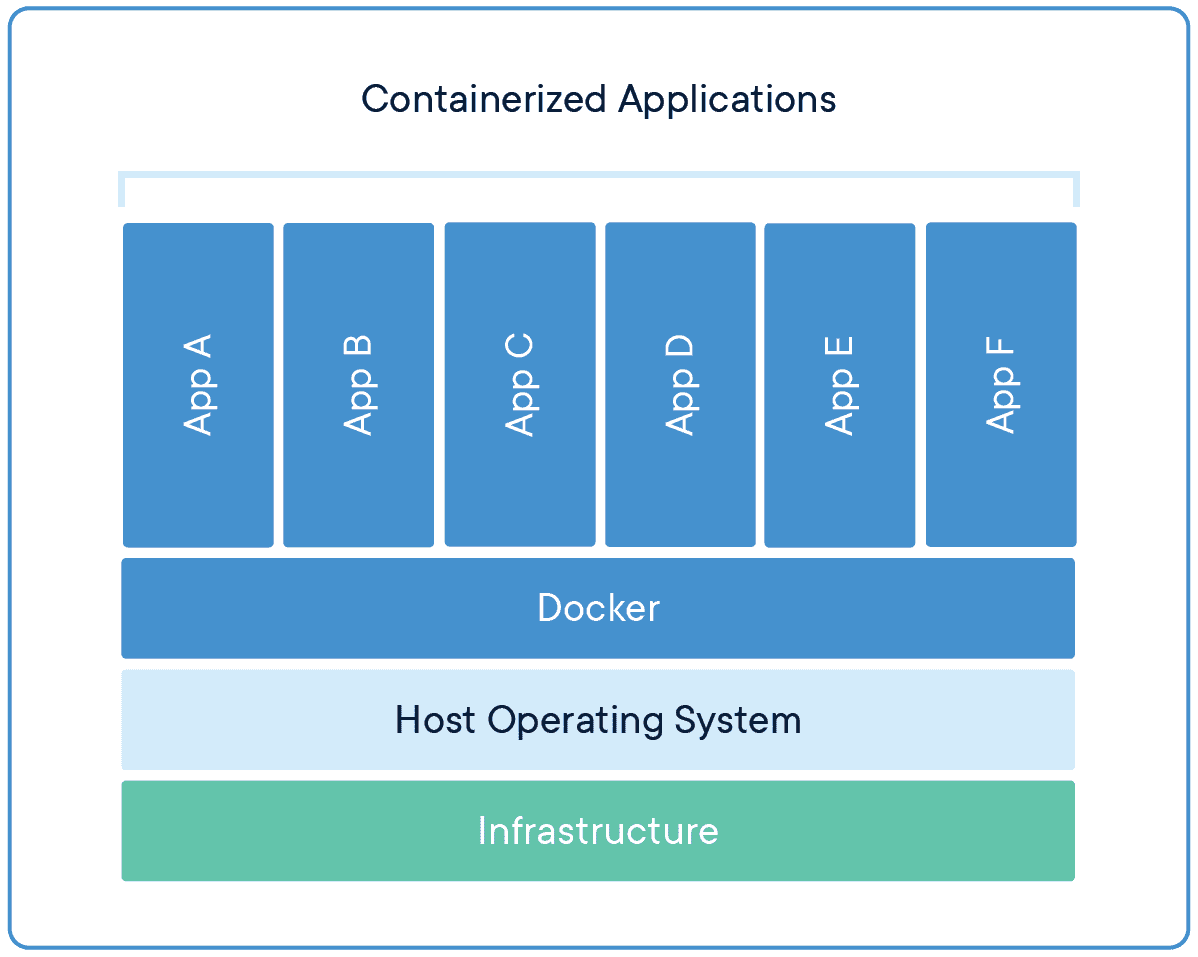 Containerized Applications
App A
App B
App C
App D
App E
App F
Docker
Host Operating System
Infrastructure